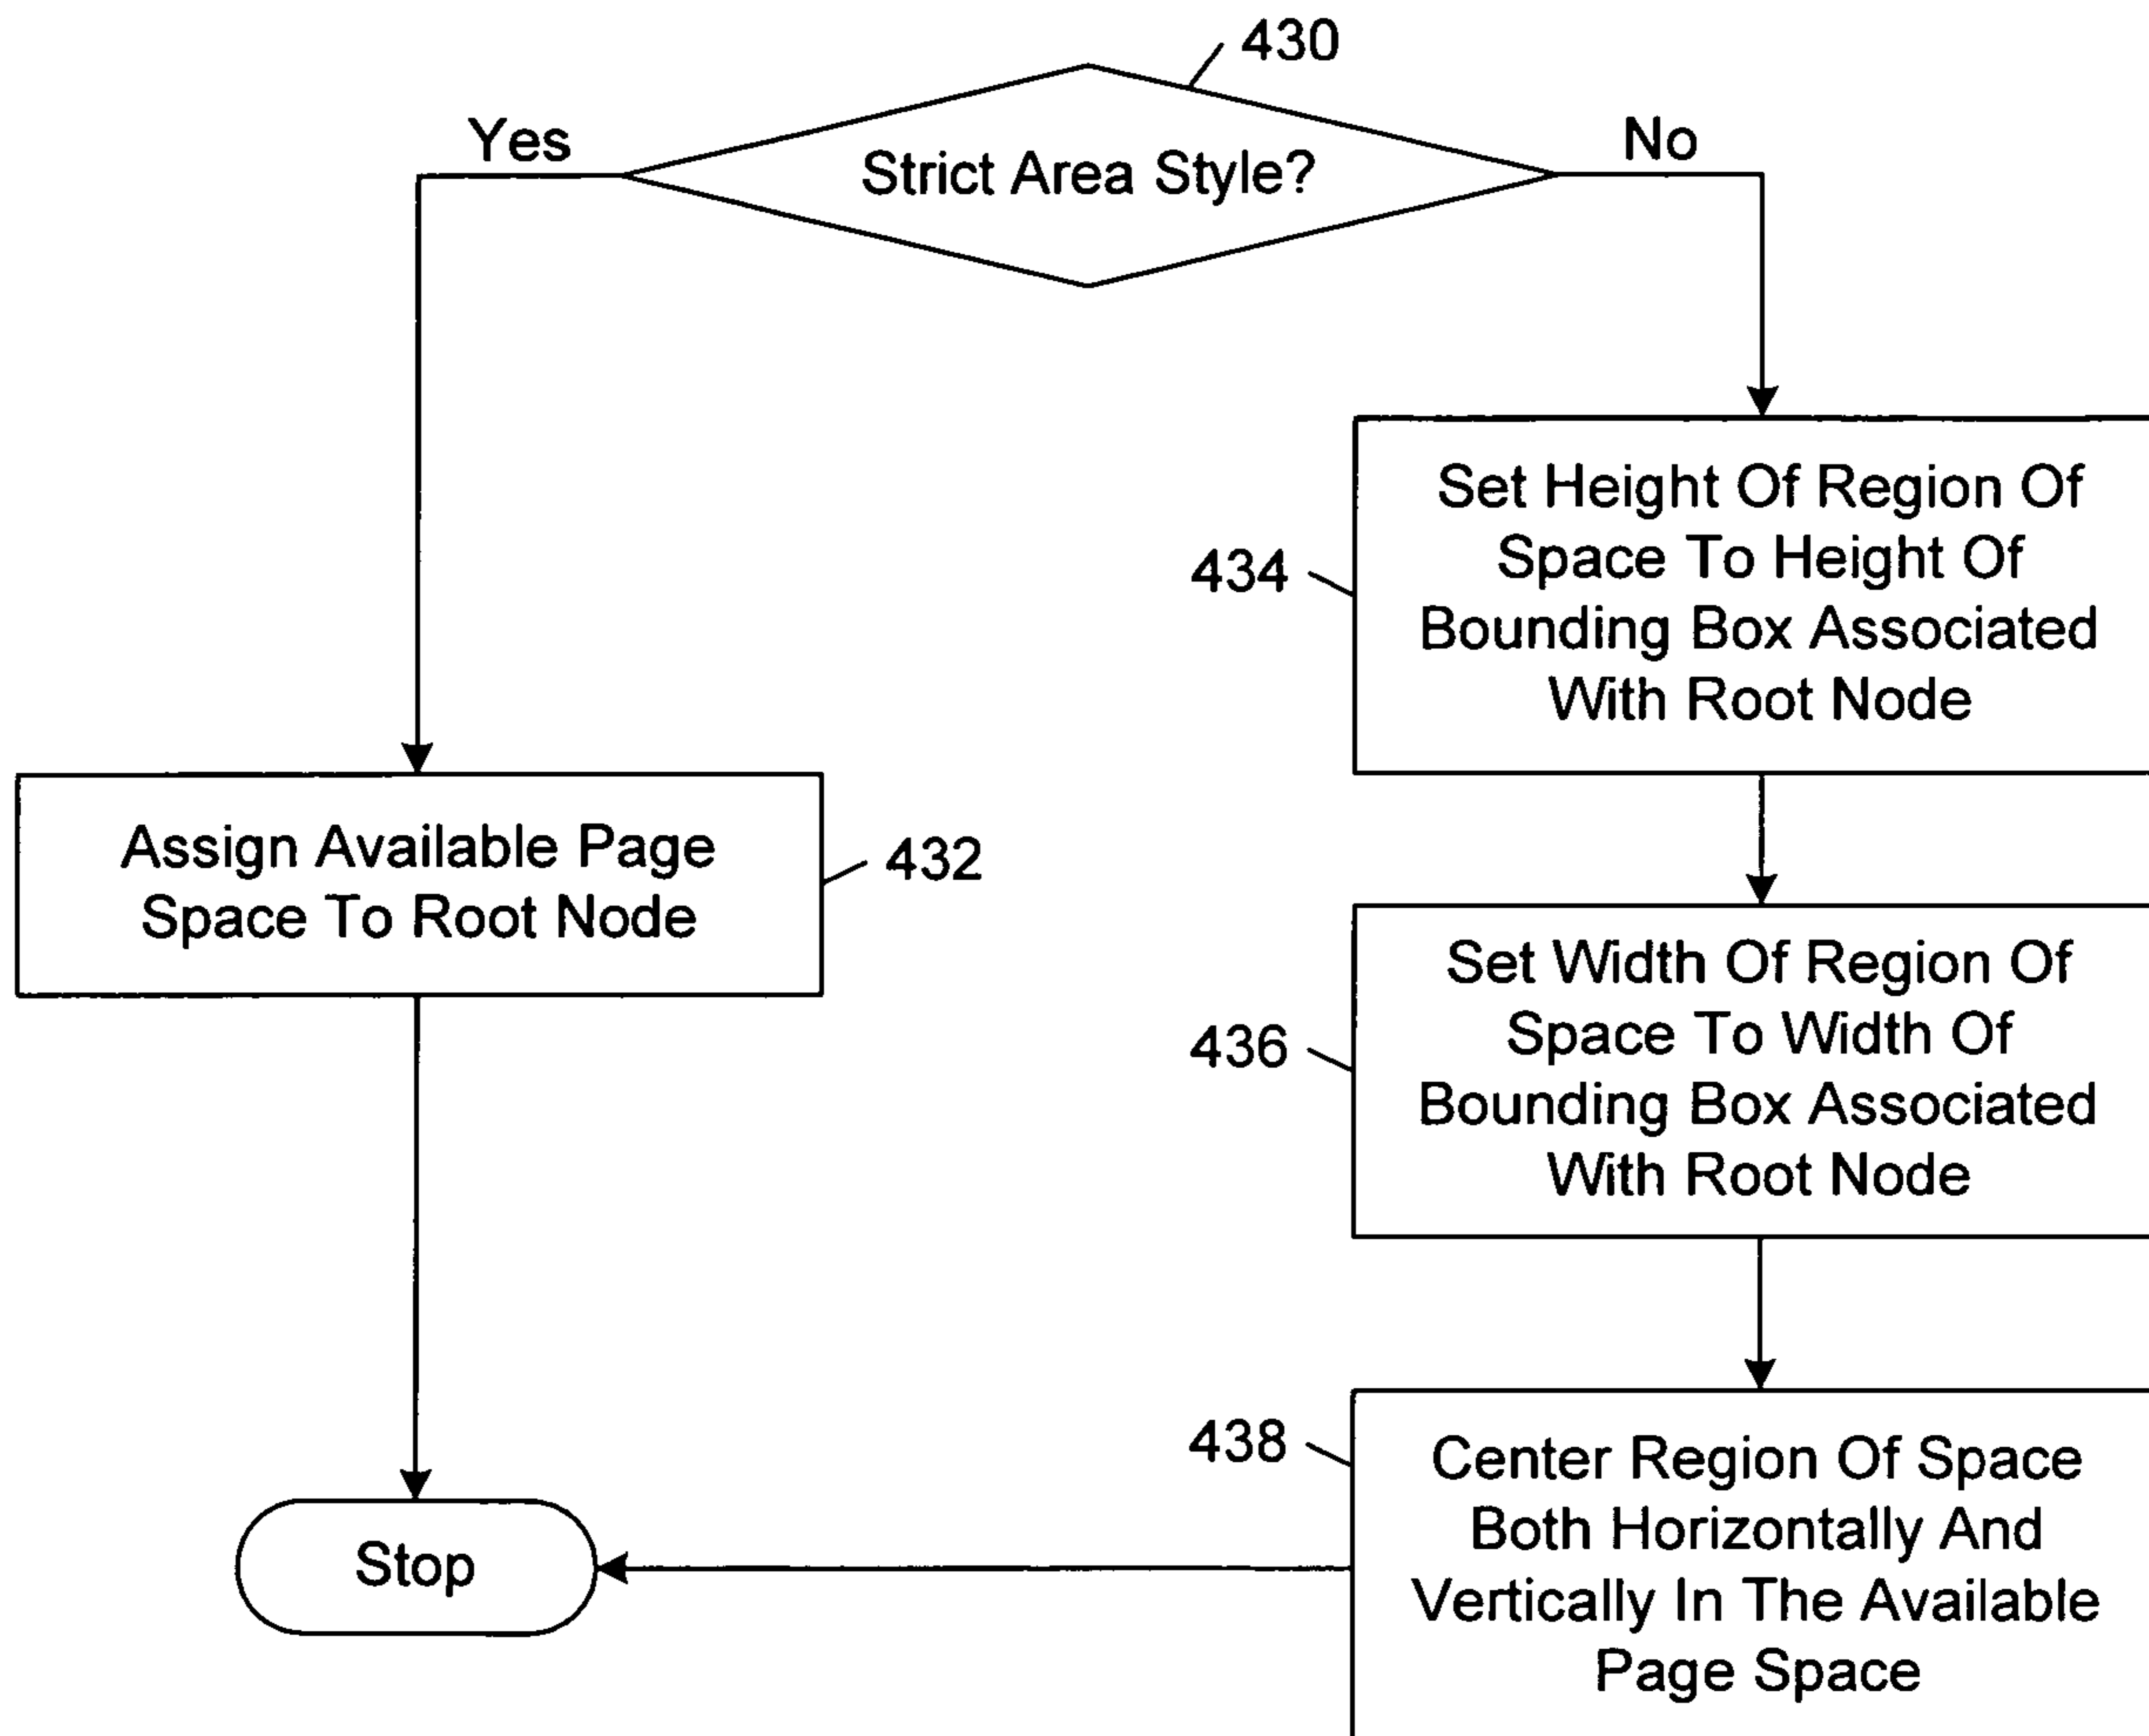 430
Yes
No
Strict Area Style?
Set Height Of Region Of
Space To Height Of
Bounding Box Associated
With Root Node
434
Assign Available Page
Space To Root Node
432
Set Width Of Region Of
Space To Width Of
Bounding Box Associated
With Root Node
436
438
Center Region Of Space
Both Horizontally And
Vertically In The Available
Page Space
Stop